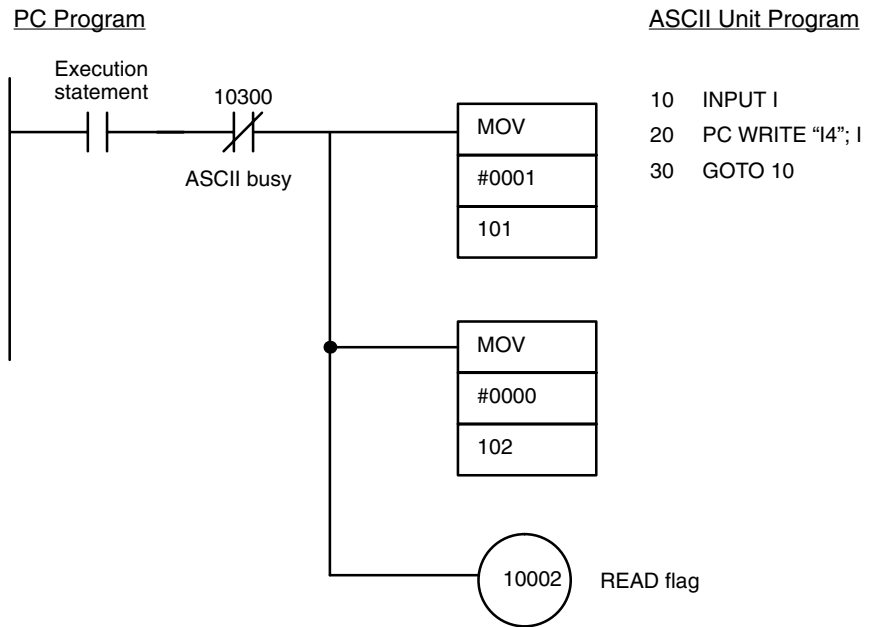 PC Program
ASCII Unit Program
Execution
statement
10300
ASCII busy
MOV
#0001
101
10 INPUT I
20 PC WRITE “I4”; I
30 GOTO 10
MOV
#0000
102
10002
READ flag